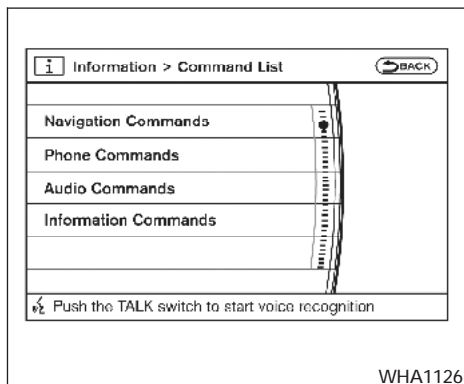 i Information > Command List BACK
Navigation Commands
Phone Commands
Audio Commands
Information Commands
Push the TALK switch to start voice recognition
WHA1126